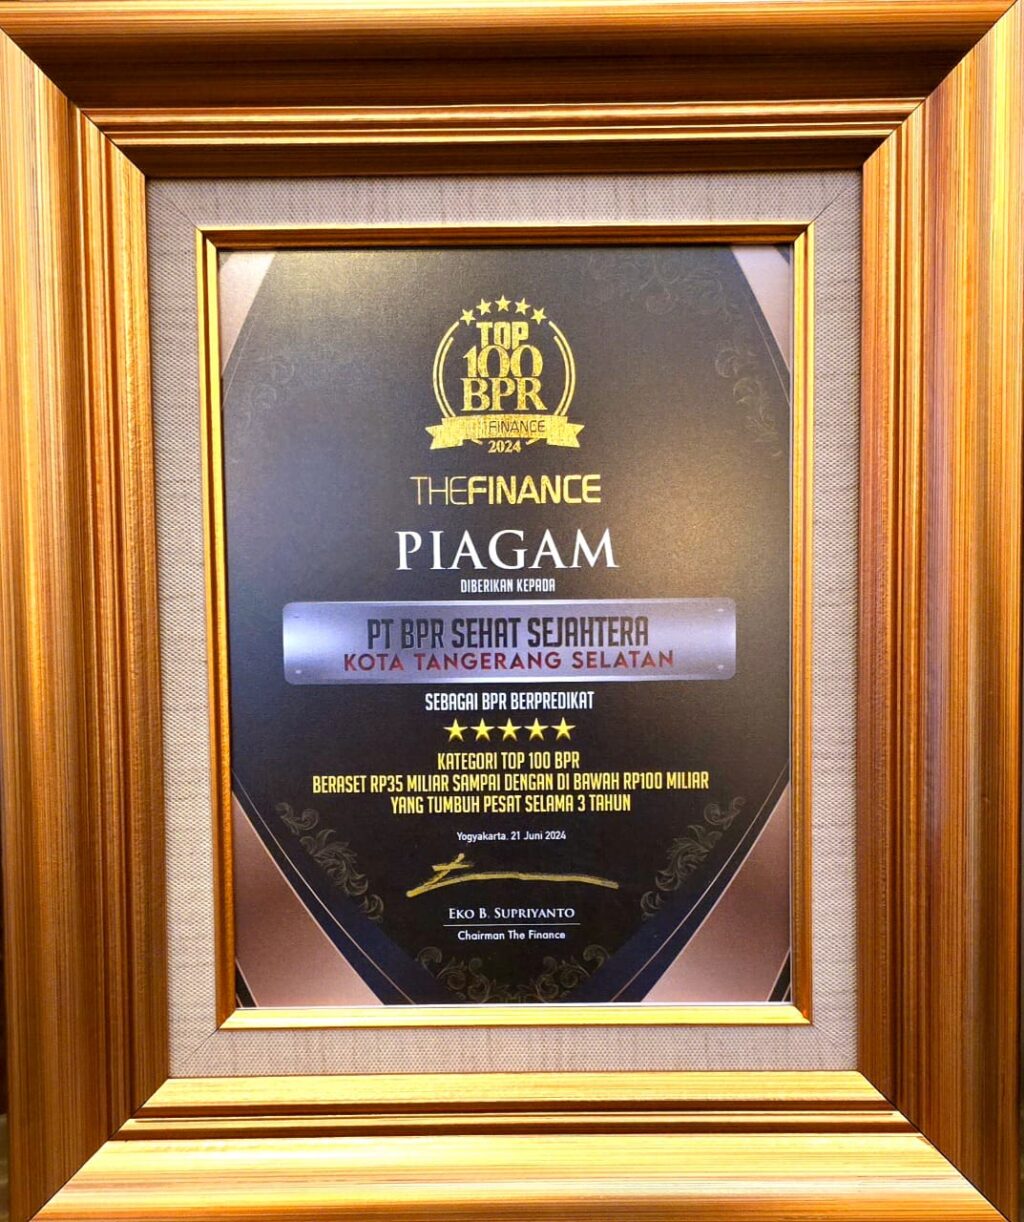 TOP
100
BPR
FINANCE
2024
THEFINANCE
PIAGAM
DIBERIKAN KEPADA
PT BPR SEHAT SEJAHTERA
KOTA TANGERANG SELATAN
SEBAGAI BPR BERPREDIKAT
KATEGORI TOP 100 BPR
BERASET RP35 MILIAR SAMPAI DENGAN DI BAWAH RP100 MILIAR
YANG TUMBUH PESAT SELAMA 3 TAHUN
Yogyakarta, 21 Juni 2024
EKO B. SUPRIYANTO
Chairman The Finance